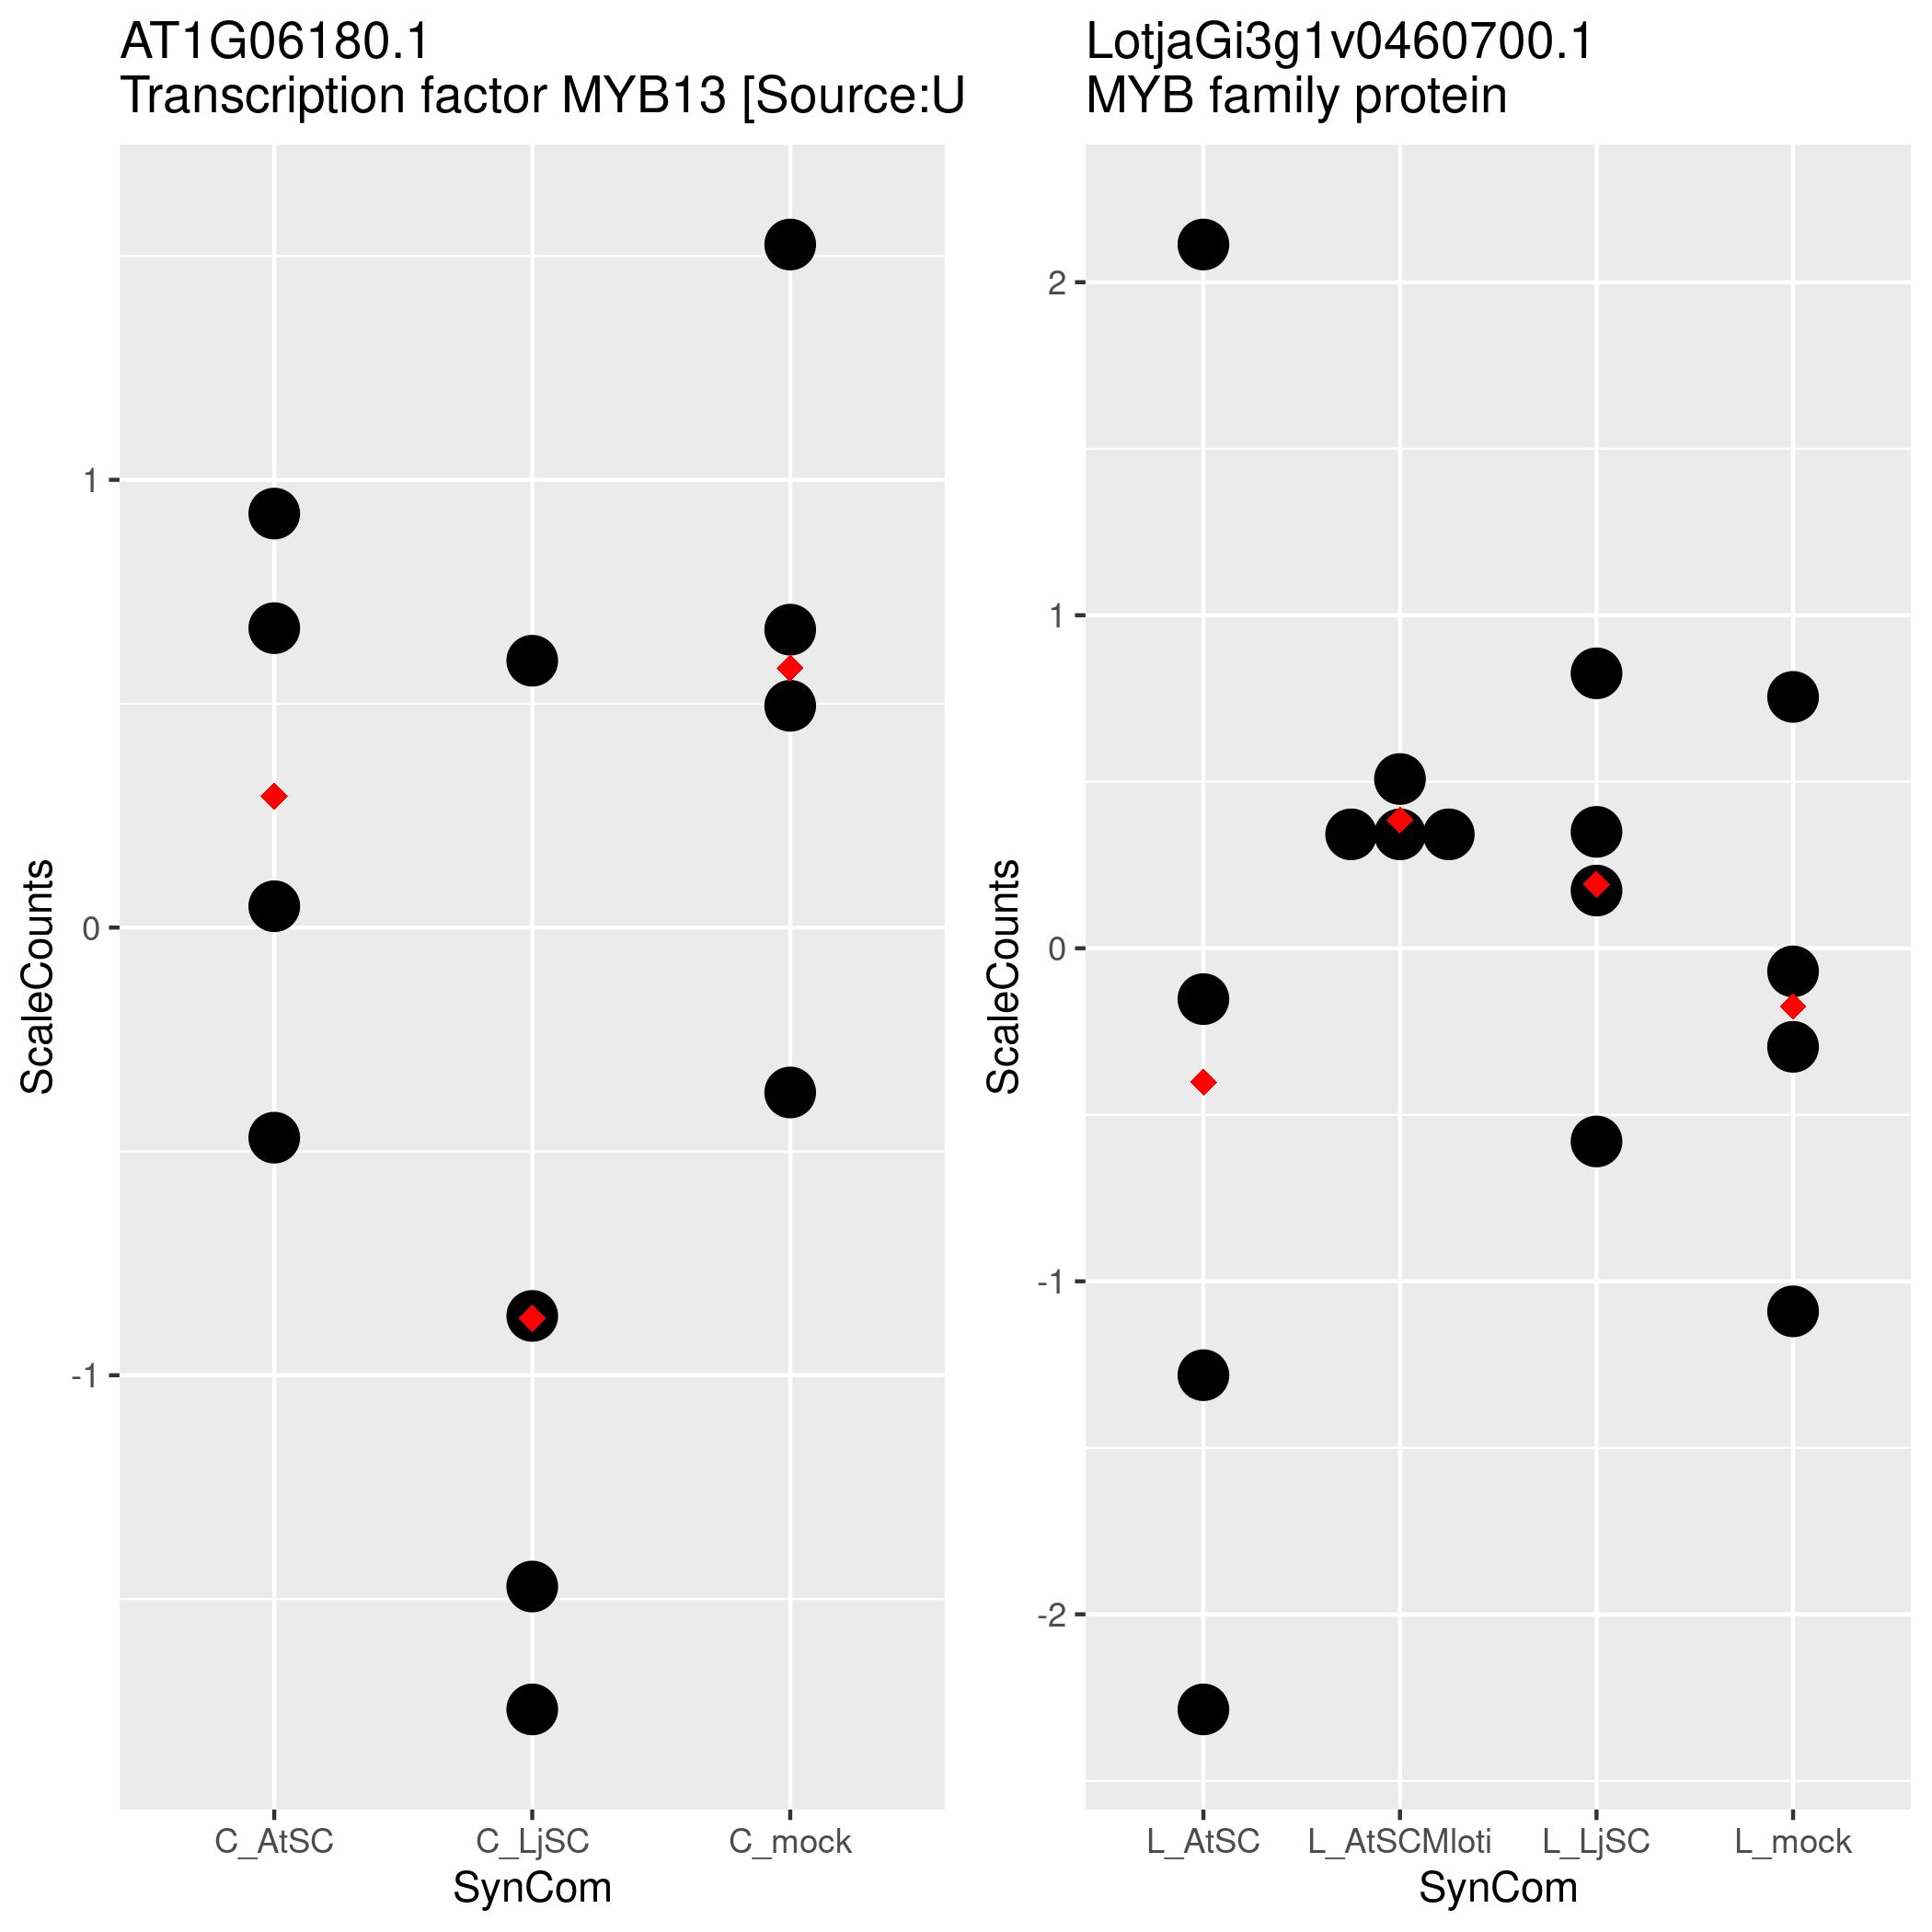 AT1G06180.1
Transcription factor MYB13 [Source:U
ScaleCounts
1
0
-1
C_AtSC C_LjSC C_mock
SynCom
LotjaGi3g1v0460700.1
MYB family protein
ScaleCounts
2
1
0
-1
-2
L_AtSC L_AtSCMloti L_LjSC L_mock
SynCom